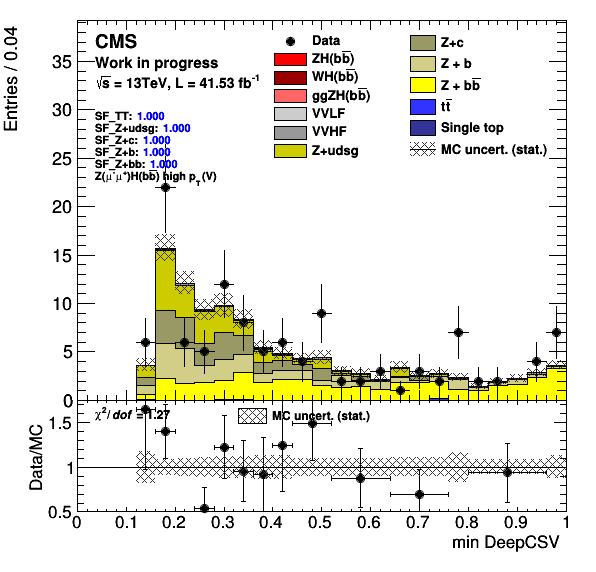 CMS
Work in progress
√s = 13TeV, L = 41.53 fb⁻¹
SF_TT: 1.000
SF_Z+udsg: 1.000
SF_Z+c: 1.000
SF_Z+b: 1.000
SF_Z+bb: 1.000
Z(μ⁻μ⁺)H(bb̅) high p_T(V)
Data
ZH(bb̅)
WH(bb̅)
ggZH(bb̅)
VVLF
VVHF
Z+udsg
Z+c
Z + b
Z + bb̅
tt̅
Single top
MC uncert. (stat.)
Entries / 0.04
35
30
25
20
15
10
5
0
χ²/dof = 1.27
MC uncert. (stat.)
Data/MC
1.5
1
0.5
0 0.1 0.2 0.3 0.4 0.5 0.6 0.7 0.8 0.9 1
min DeepCSV